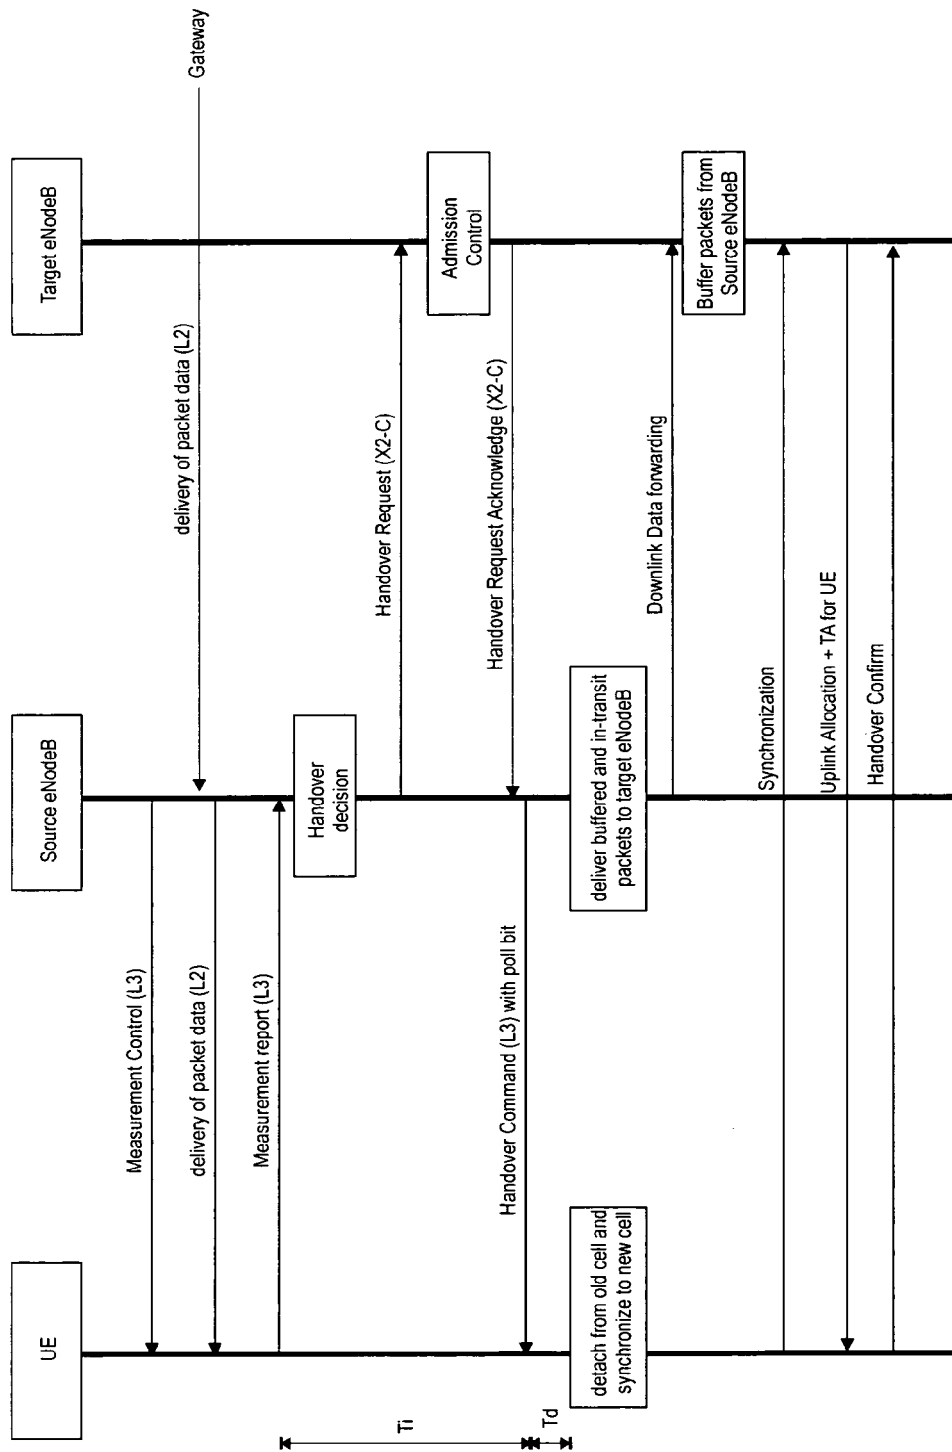 UE
Source eNodeB
Target eNodeB
Gateway
Measurement Control (L3)
delivery of packet data (L2)
delivery of packet data (L2)
Measurement report (L3)
Handover
decision
Handover Request (X2-C)
Admission
Control
Handover Request Acknowledge (X2-C)
Handover Command (L3) with poll bit
Ti
Td
detach from old cell and
synchronize to new cell
deliver buffered and in-transit
packets to target eNodeB
Downlink Data forwarding
Buffer packets from
Source eNodeB
Synchronization
Uplink Allocation + TA for UE
Handover Confirm